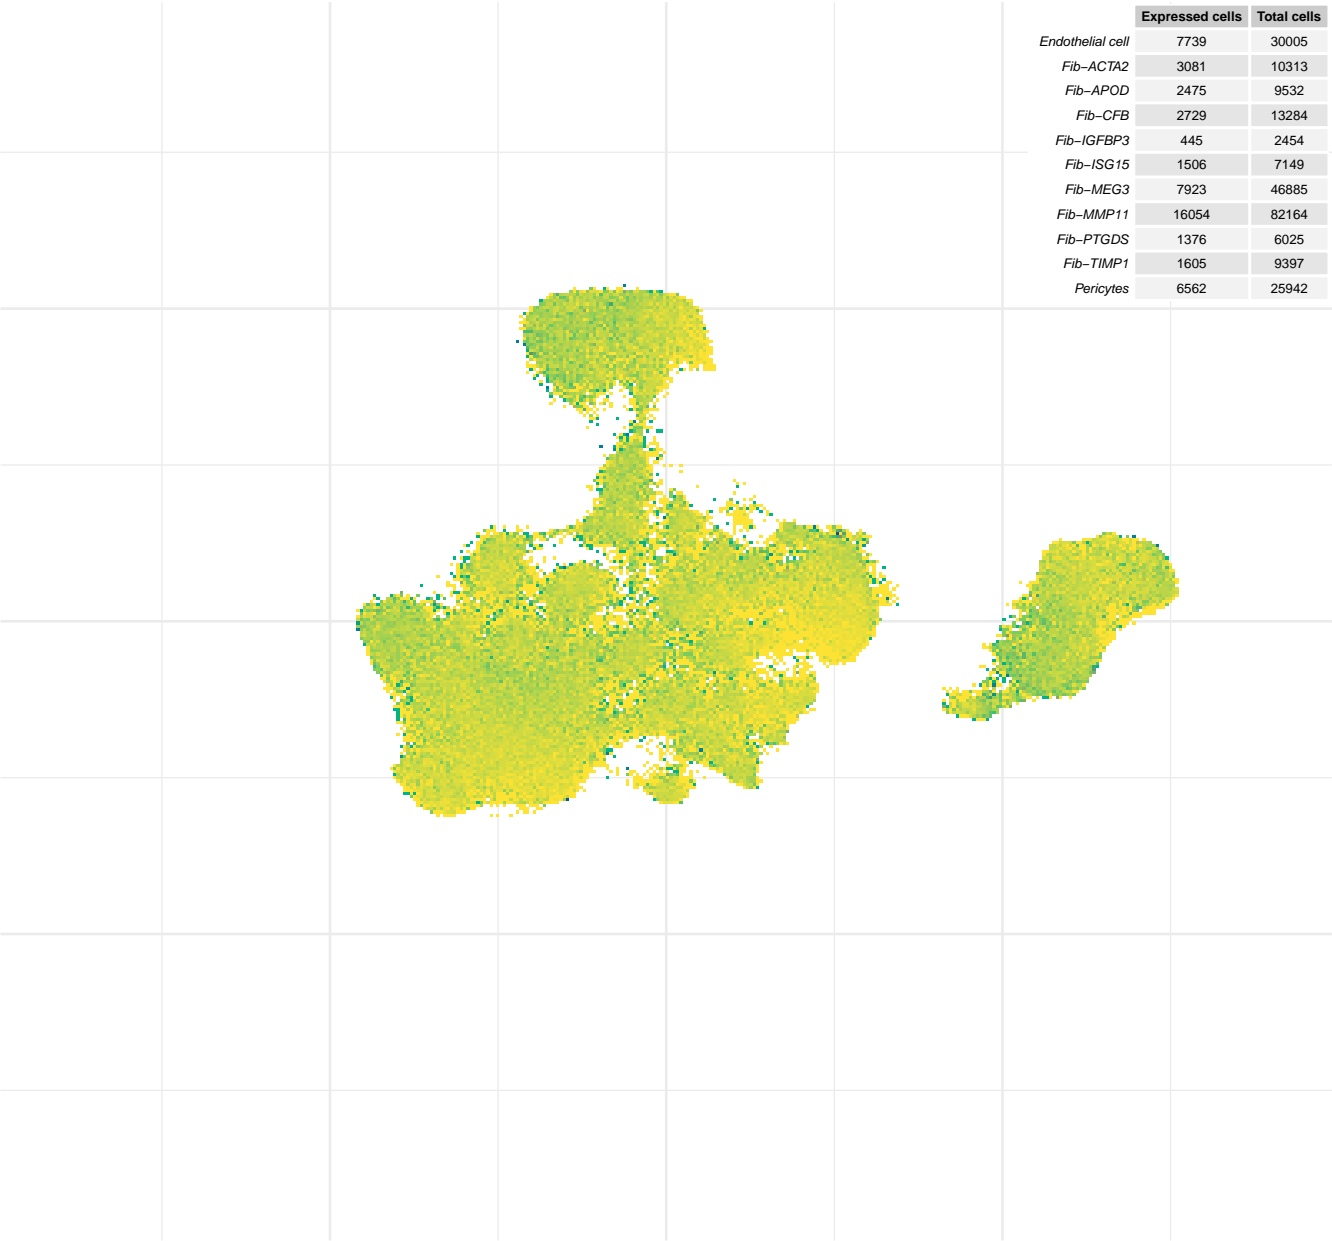 Expressed cells Total cells
Endothelial cell 7739 30005
Fib−ACTA2 3081 10313
Fib−APOD 2475 9532
Fib−CFB 2729 13284
Fib−IGFBP3 445 2454
Fib−ISG15 1506 7149
Fib−MEG3 7923 46885
Fib−MMP11 16054 82164
Fib−PTGDS 1376 6025
Fib−TIMP1 1605 9397
Pericytes 6562 25942